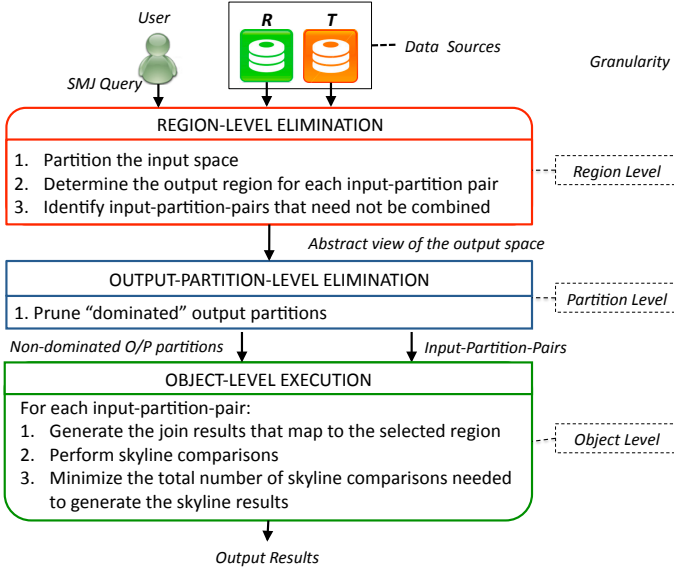 User
R
T
Data Sources
Granularity
SMJ Query
REGION-LEVEL ELIMINATION
1. Partition the input space
2. Determine the output region for each input-partition pair
3. Identify input-partition-pairs that need not be combined
Region Level
Abstract view of the output space
OUTPUT-PARTITION-LEVEL ELIMINATION
1. Prune “dominated” output partitions
Partition Level
Non-dominated O/P partitions
Input-Partition-Pairs
OBJECT-LEVEL EXECUTION
For each input-partition-pair:
1. Generate the join results that map to the selected region
2. Perform skyline comparisons
3. Minimize the total number of skyline comparisons needed
to generate the skyline results
Object Level
Output Results